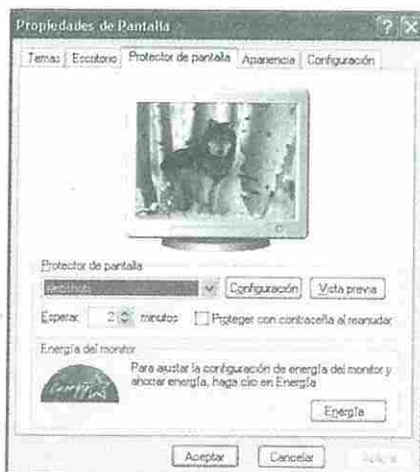 Propiedades de Pantalla
Temas Escritorio Protector de pantalla Apariencia Configuración
Protector de pantalla
Configuración Vista previa
Esperar: 2 minutos Proteger con contraseña al reanudar
Energía del monitor
Para ajustar la configuración de energía del monitor y
ahorrar energía, haga clic en Energía
Energía
Aceptar Cancelar Aplicar